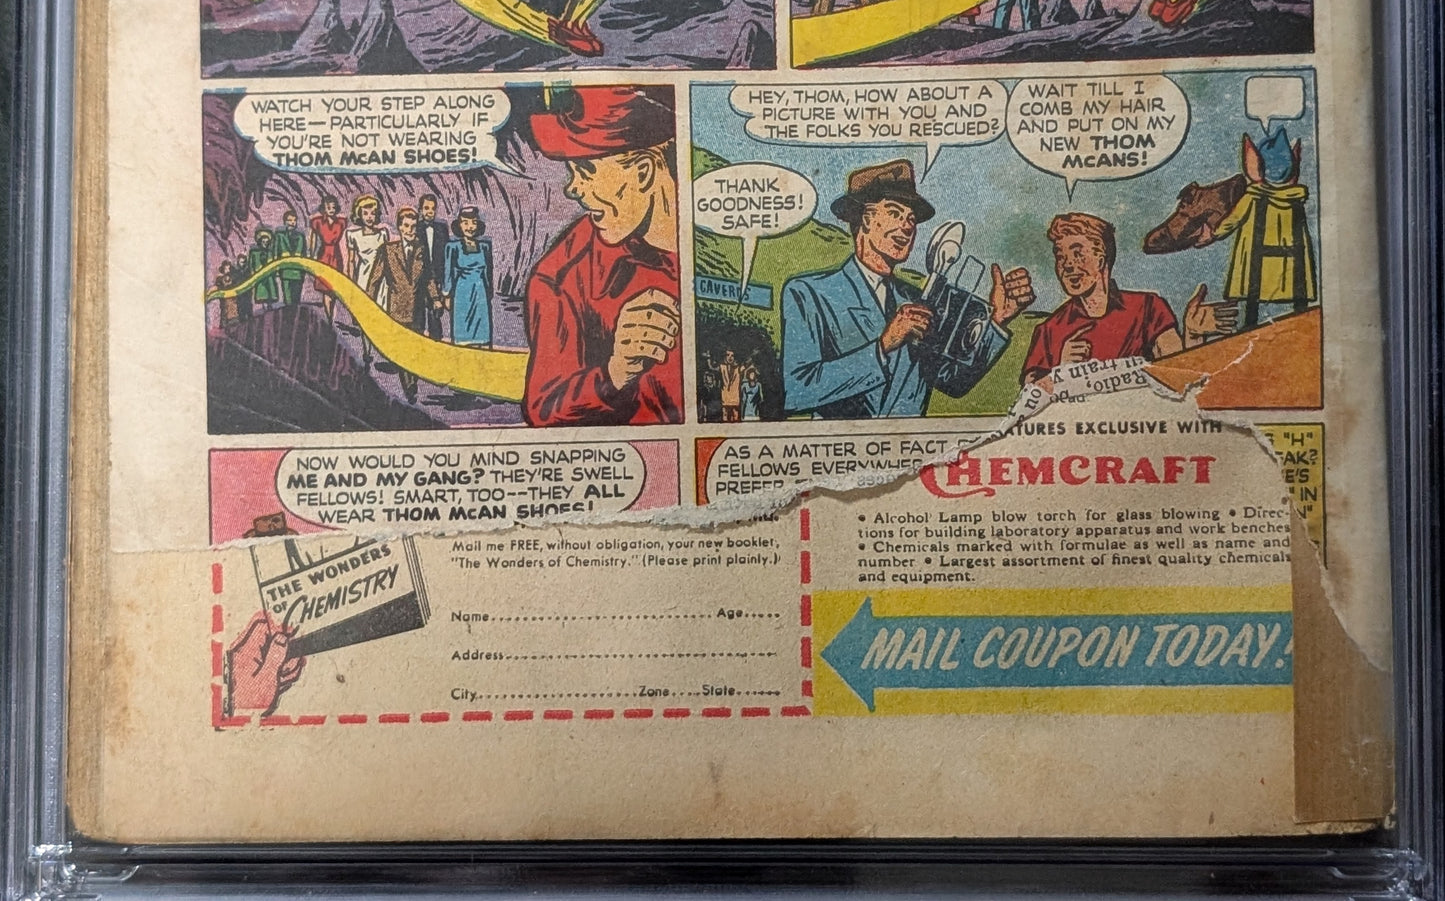 WATCH YOUR STEP ALONG
HERE—PARTICULARLY IF
YOU'RE NOT WEARING
THOM McAN SHOES!
HEY, THOM, HOW ABOUT A
PICTURE WITH YOU AND
THE FOLKS YOU RESCUED?
WAIT TILL I
COMB MY HAIR
AND PUT ON MY
NEW THOM
McANS!
THANK
GOODNESS!
SAFE!
CAVERNS
Radio,
u train y
NOW WOULD YOU MIND SNAPPING
ME AND MY GANG? THEY'RE SWELL
FELLOWS! SMART, TOO--THEY ALL
WEAR THOM McAN SHOES!
AS A MATTER OF FACT
FELLOWS EVERYWHERE
PREFER
"H"
EAK?
E'S
" IN
N"
ATURES EXCLUSIVE WITH
CHEMCRAFT
• Alcohol Lamp blow torch for glass blowing • Direc-
tions for building laboratory apparatus and work benches
• Chemicals marked with formulae as well as name and
number • Largest assortment of finest quality chemicals
and equipment.
MAIL COUPON TODAY!
THE WONDERS
OF CHEMISTRY
Mail me FREE, without obligation, your new booklet,
"The Wonders of Chemistry." (Please print plainly.)
Name Age
Address
City Zone State